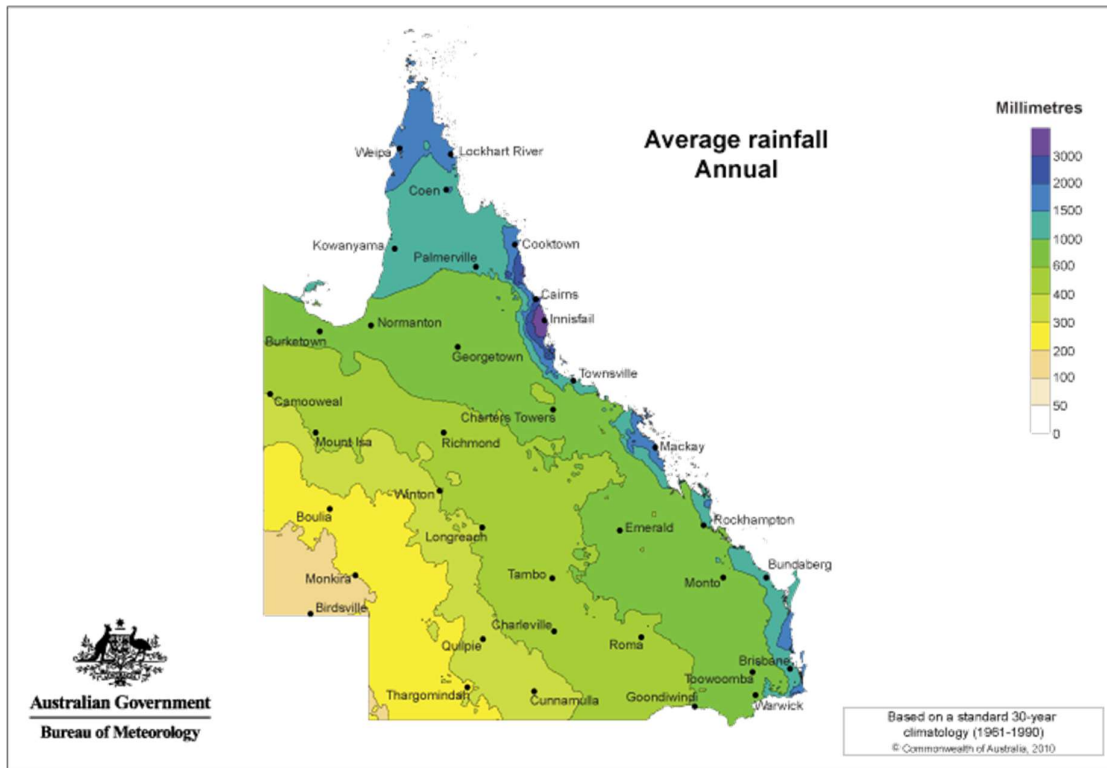 Average rainfall
Annual
Millimetres
3000
2000
1500
1000
600
400
300
200
100
50
0
Weipa
Lockhart River
Coen
Kowanyama
Cooktown
Palmerville
Cairns
Innisfail
Normanton
Burketown
Georgetown
Townsville
Camooweal
Charters Towers
Mount Isa
Richmond
Mackay
Winton
Boulia
Longreach
Emerald
Rockhampton
Monkira
Tambo
Monto
Bundaberg
Birdsville
Charleville
Quilpie
Roma
Brisbane
Toowoomba
Thargomindah
Cunnamulla
Goondiwindi
Warwick
Australian Government
Bureau of Meteorology
Based on a standard 30-year
climatology (1961-1990)
© Commonwealth of Australia, 2010